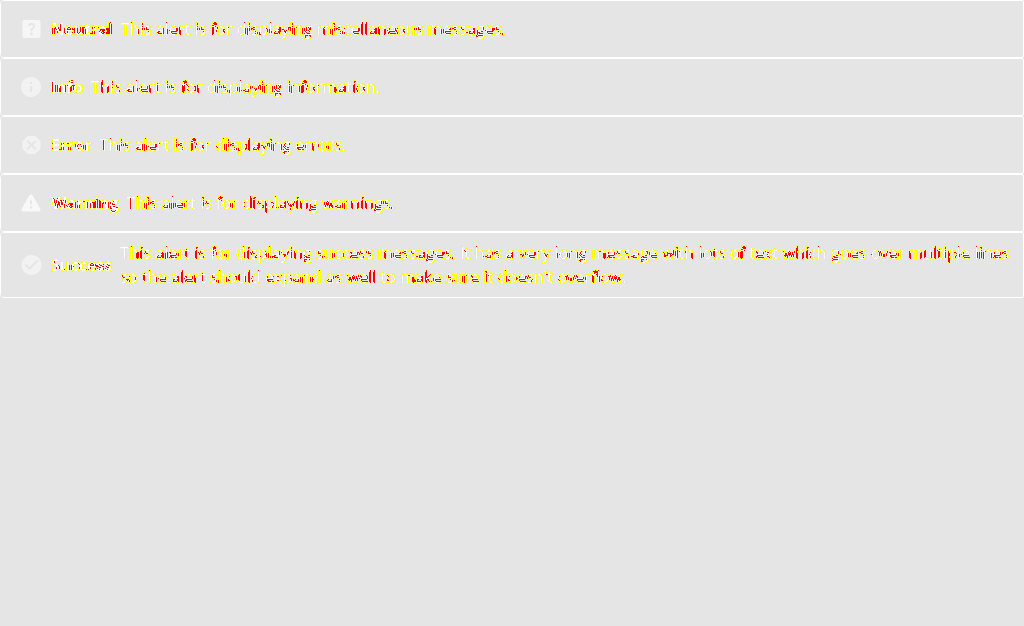 Neutral This alert is for displaying miscellaneous messages.
Info This alert is for displaying information.
Error This alert is for displaying errors.
Warning This alert is for displaying warnings.
Success This alert is for displaying success messages. It has a very long message with lots of text which goes over multiple lines
so the alert should expand as well to make sure it doesn't overflow.